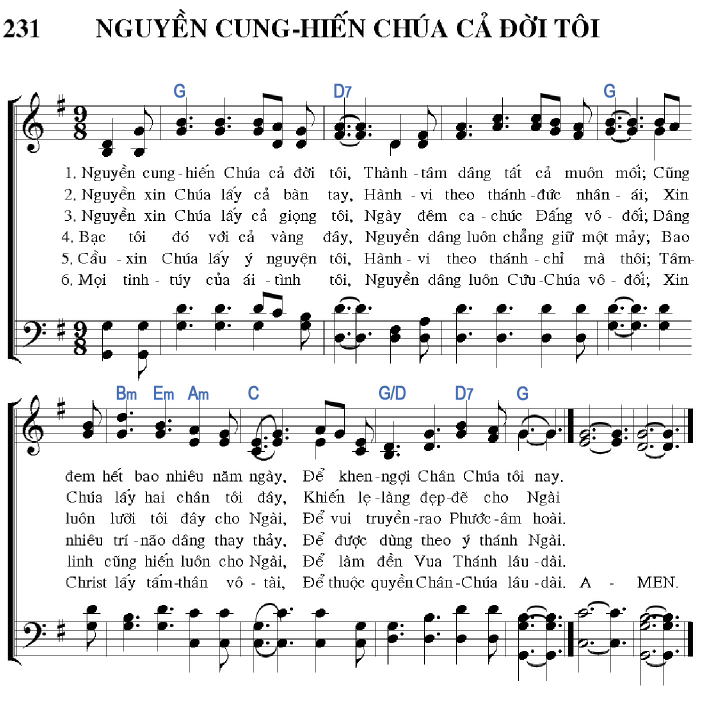 231 NGUYỀN CUNG-HIẾN CHÚA CẢ ĐỜI TÔI
G D7 G
9 8
1. Nguyền cung-hiến Chúa cả đời tôi, Thành-tâm dâng tất cả muôn mối; Cũng
2. Nguyền xin Chúa lấy cả bàn tay, Hành-vi theo thánh-đức nhân-ái; Xin
3. Nguyền xin Chúa lấy cả giọng tôi, Ngày đêm ca-chúc Đấng vô-đối; Dâng
4. Bạc tôi đó với cả vàng đây, Nguyền dâng luôn chẳng giữ một mảy; Bao
5. Cầu-xin Chúa lấy ý nguyện tôi, Hành-vi theo thánh-chỉ mà thôi; Tâm-
6. Mọi tinh-túy của ái-tình tôi, Nguyền dâng luôn Cứu-Chúa vô-đối; Xin
9 8
Bm Em Am C G/D D7 G
đem hết bao nhiêu năm ngày, Để khen-ngợi Chân Chúa tôi nay.
Chúa lấy hai chân tôi đây, Khiến lẹ-làng đẹp-đẽ cho Ngài
luôn lưỡi tôi đây cho Ngài, Để vui truyền-rao Phước-âm hoài.
nhiêu trí-não dâng thay thảy, Để được dùng theo ý thánh Ngài.
linh cũng hiến luôn cho Ngài, Để làm đền Vua Thánh lâu-dài.
Christ lấy tấm-thân vô-tài, Để thuộc quyền Chân-Chúa lâu-dài. A-MEN.